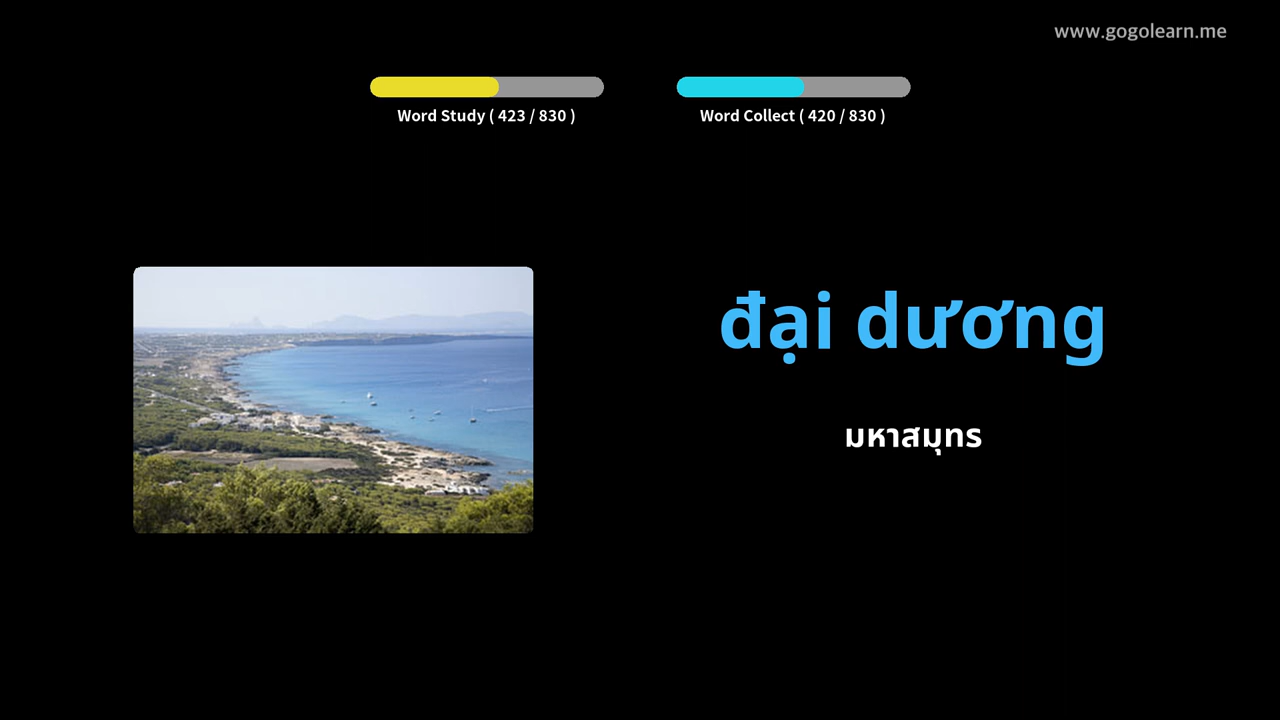 www.gogolearn.me
Word Study ( 423 / 830 )
Word Collect ( 420 / 830 )
đại dương
มหาสมุทร